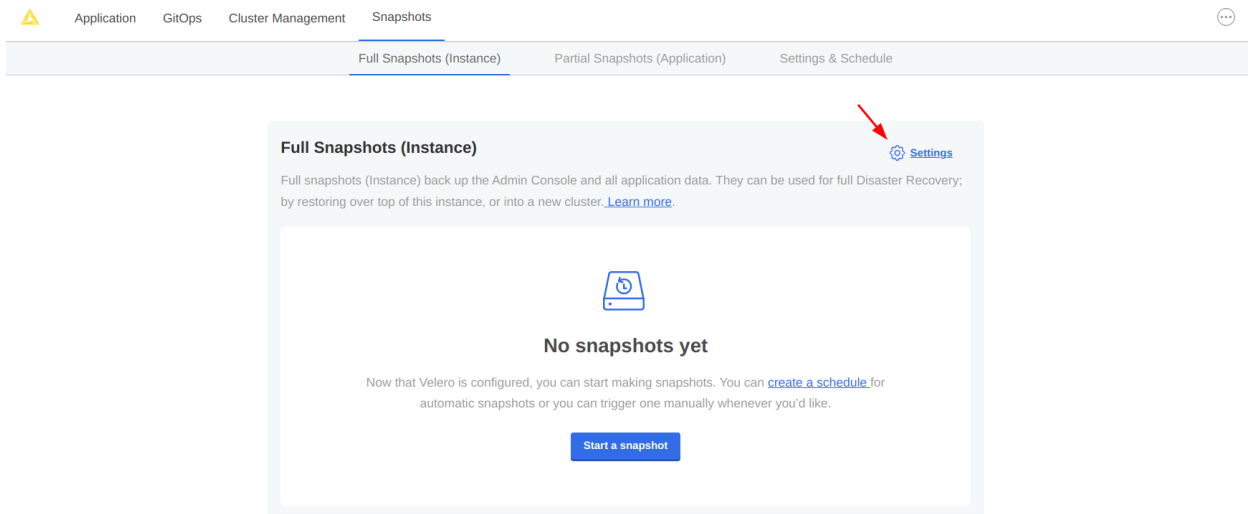 Application GitOps Cluster Management Snapshots
Full Snapshots (Instance) Partial Snapshots (Application) Settings & Schedule
Full Snapshots (Instance)
Settings
Full snapshots (Instance) back up the Admin Console and all application data. They can be used for full Disaster Recovery;
by restoring over top of this instance, or into a new cluster. Learn more.
No snapshots yet
Now that Velero is configured, you can start making snapshots. You can create a schedule for
automatic snapshots or you can trigger one manually whenever you'd like.
Start a snapshot